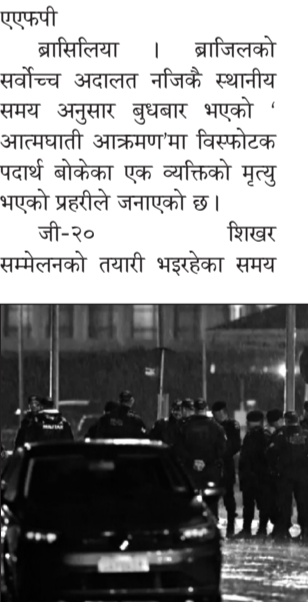 एएफपी
ब्रासिलिया । ब्राजिलको
सर्वोच्च अदालत नजिकै स्थानीय
समय अनुसार बुधबार भएको ‘
आत्मघाती आक्रमण’मा विस्फोटक
पदार्थ बोकेका एक व्यक्तिको मृत्यु
भएको प्रहरीले जनाएको छ ।
जी-२० शिखर
सम्मेलनको तयारी भइरहेका समय